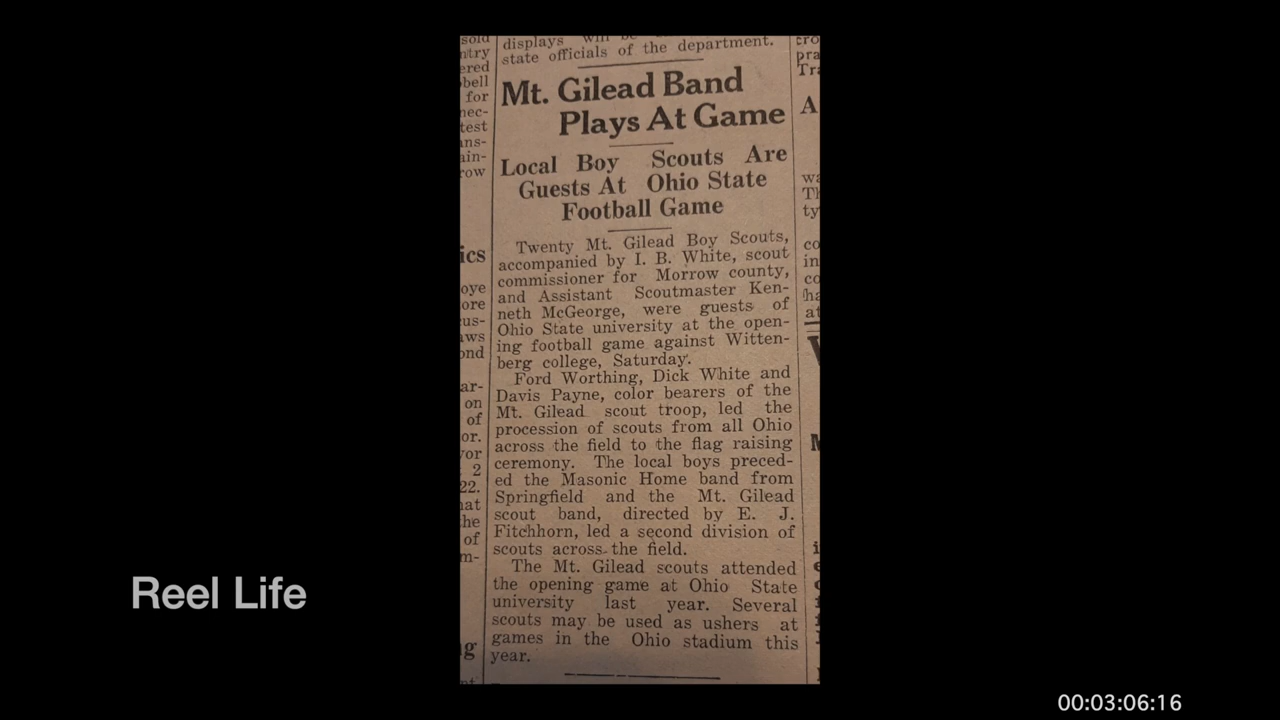 displays will be
state officials of the department.
Mt. Gilead Band
Plays At Game
Local Boy Scouts Are
Guests At Ohio State
Football Game
Twenty Mt. Gilead Boy Scouts,
accompanied by I. B. White, scout
commissioner for Morrow county,
and Assistant Scoutmaster Ken-
neth McGeorge, were guests of
Ohio State university at the open-
ing football game against Witten-
berg college, Saturday.
Ford Worthing, Dick White and
Davis Payne, color bearers of the
Mt. Gilead scout troop, led the
procession of scouts from all Ohio
across the field to the flag raising
ceremony. The local boys preced-
ed the Masonic Home band from
Springfield and the Mt. Gilead
scout band, directed by E. J.
Fitchhorn, led a second division of
scouts across the field.
The Mt. Gilead scouts attended
the opening game at Ohio State
university last year. Several
scouts may be used as ushers at
games in the Ohio stadium this
year.
Reel Life
00:03:06:16